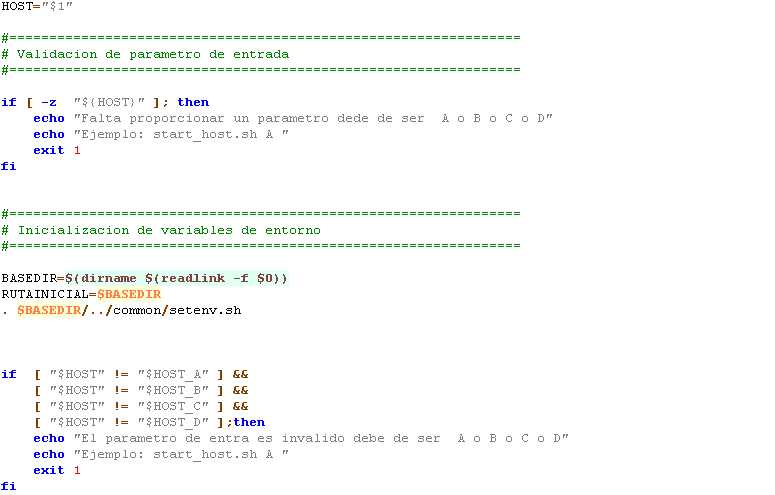 HOST="$1"
#================================================================
# Validacion de parametro de entrada
#================================================================
if [ -z  "${HOST}" ]; then
    echo "Falta proporcionar un parametro dede de ser  A o B o C o D"
    echo "Ejemplo: start_host.sh A "
    exit 1
fi
#================================================================
# Inicializacion de variables de entorno
#================================================================
BASEDIR=$(dirname $(readlink -f $0))
RUTAINICIAL=$BASEDIR
. $BASEDIR/../common/setenv.sh
if  [ "$HOST" != "$HOST_A" ] &&
    [ "$HOST" != "$HOST_B" ] &&
    [ "$HOST" != "$HOST_C" ] &&
    [ "$HOST" != "$HOST_D" ];then
    echo "El parametro de entra es invalido debe de ser  A o B o C o D"
    echo "Ejemplo: start_host.sh A "
    exit 1
fi